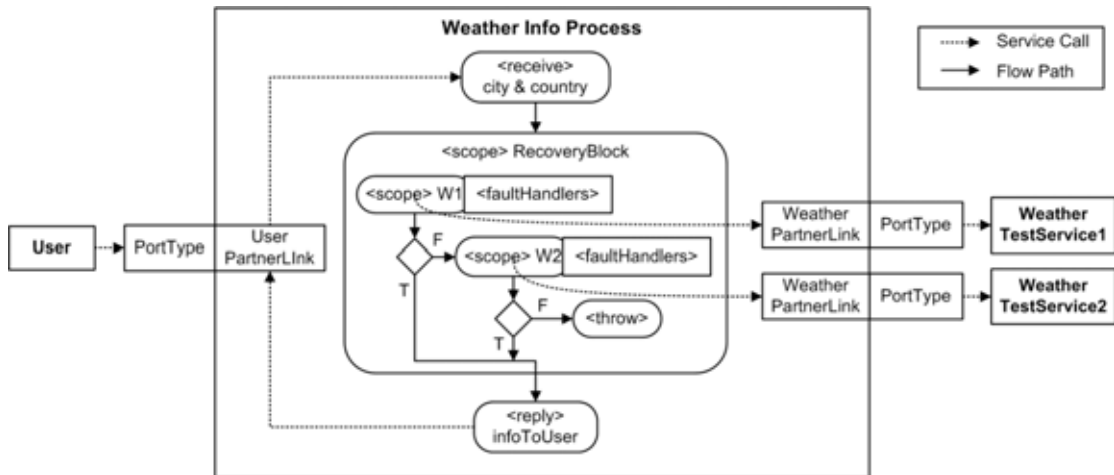 Weather Info Process
Service Call
Flow Path
<receive>
city & country
<scope> RecoveryBlock
<scope> W1
<faultHandlers>
User
PortType
User
PartnerLInk
Weather
PartnerLink
PortType
Weather
TestService1
F
T
<scope> W2
<faultHandlers>
Weather
PartnerLink
PortType
Weather
TestService2
F
T
<throw>
<reply>
infoToUser